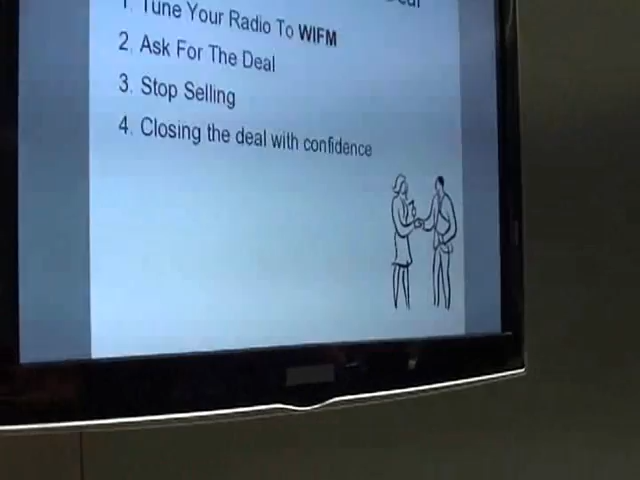 1. Tune Your Radio To WIFM
2. Ask For The Deal
3. Stop Selling
4. Closing the deal with confidence